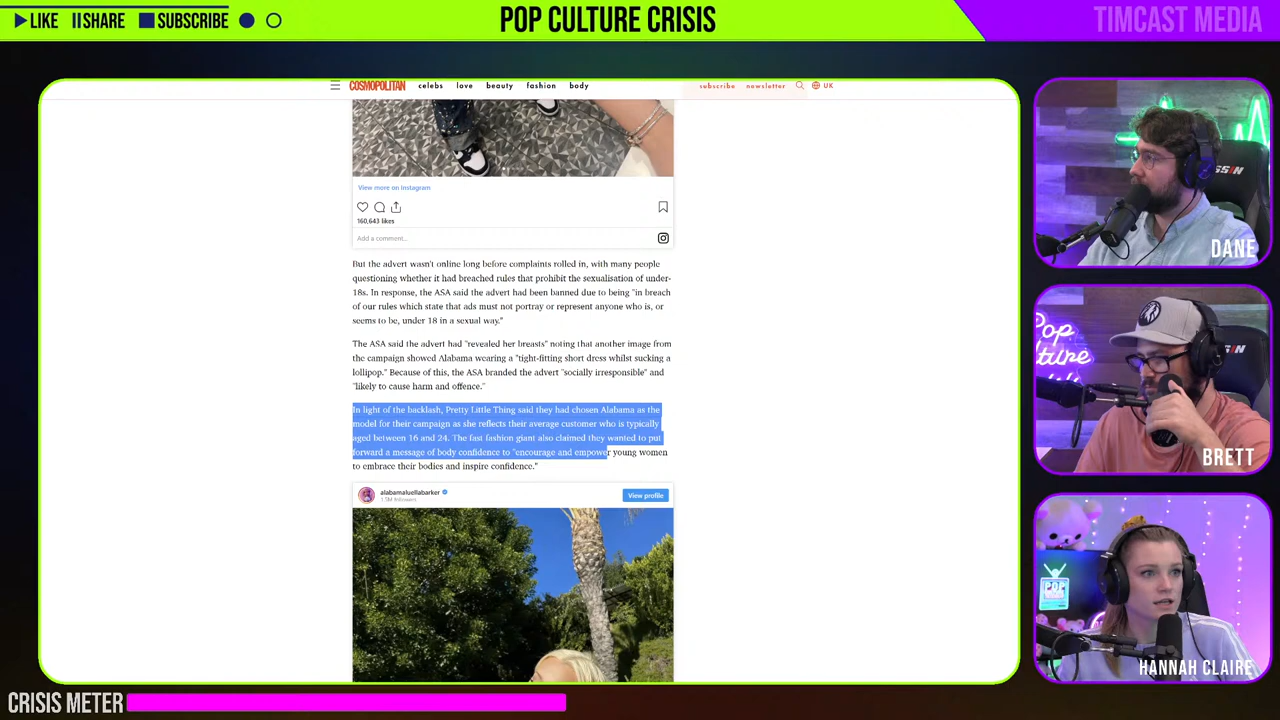 LIKE SHARE SUBSCRIBE
POP CULTURE CRISIS
TIMCAST MEDIA
COSMOPOLITAN celebs love beauty fashion body subscribe newsletter UK
View more on Instagram
160,643 likes
Add a comment...
But the advert wasn't online long before complaints rolled in, with many people
questioning whether it had breached rules that prohibit the sexualisation of under-
18s. In response, the ASA said the advert had been banned due to being "in breach
of our rules which state that ads must not portray or represent anyone who is, or
seems to be, under 18 in a sexual way."
The ASA said the advert had "revealed her breasts" noting that another image from
the campaign showed Alabama wearing a "tight-fitting short dress whilst sucking a
lollipop." Because of this, the ASA branded the advert "socially irresponsible" and
"likely to cause harm and offence."
In light of the backlash, Pretty Little Thing said they had chosen Alabama as the
model for their campaign as she reflects their average customer who is typically
aged between 16 and 24. The fast fashion giant also claimed they wanted to put
forward a message of body confidence to "encourage and empower young women
to embrace their bodies and inspire confidence."
alabamaluellabarker
View profile
DANE
BRETT
HANNAH CLAIRE
CRISIS METER